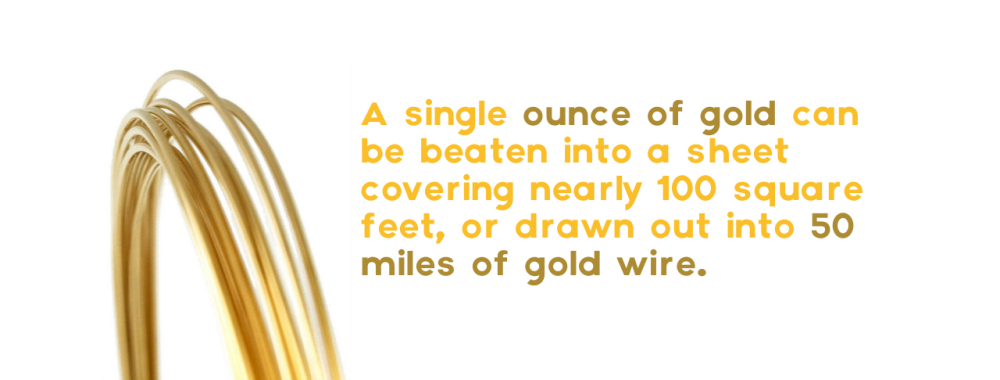 A single ounce of gold can
be beaten into a sheet
covering nearly 100 square
feet, or drawn out into 50
miles of gold wire.